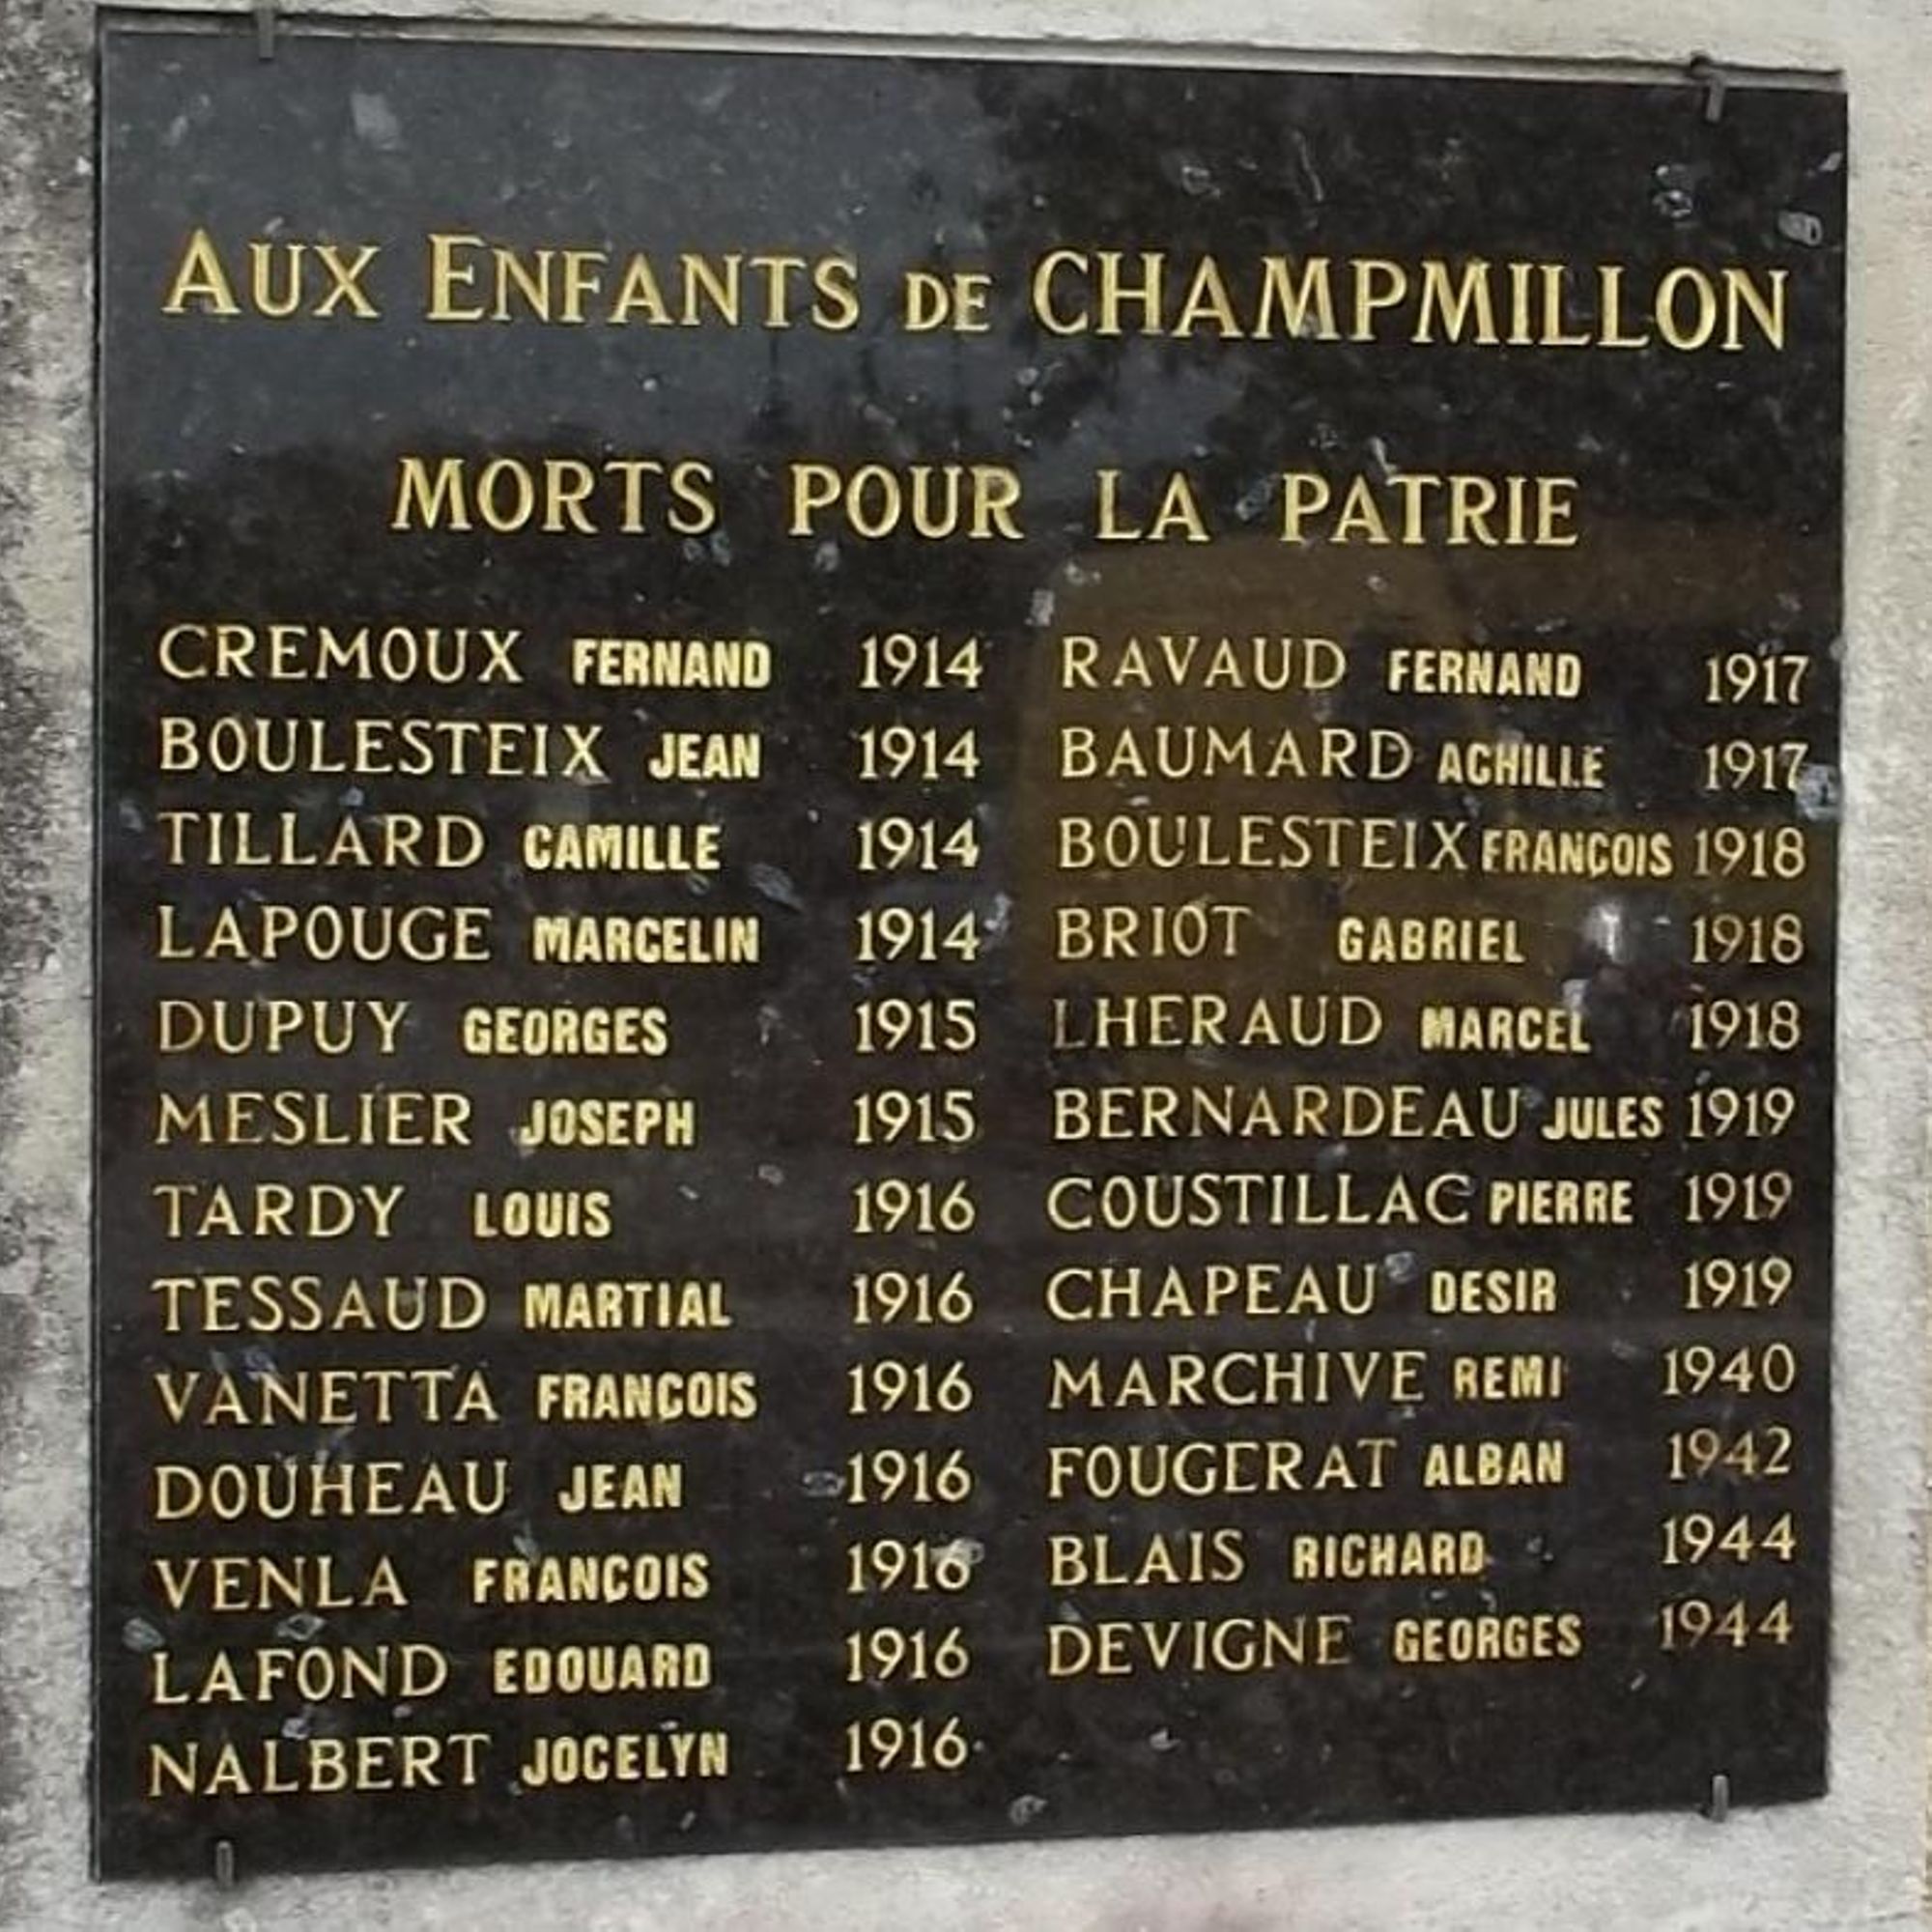 AUX ENFANTS DE CHAMPMILLON
MORTS POUR LA PATRIE
CREMOUX FERNAND 1914
BOULESTEIX JEAN 1914
TILLARD CAMILLE 1914
LAPOUGE MARCELIN 1914
DUPUY GEORGES 1915
MESLIER JOSEPH 1915
TARDY LOUIS 1916
TESSAUD MARTIAL 1916
VANETTA FRANÇOIS 1916
DOUHEAU JEAN 1916
VENLA FRANÇOIS 1916
LAFOND EDOUARD 1916
NALBERT JOCELYN 1916
RAVAUD FERNAND 1917
BAUMARD ACHILLE 1917
BOULESTEIX FRANÇOIS 1918
BRIOT GABRIEL 1918
LHERAUD MARCEL 1918
BERNARDEAU JULES 1919
COUSTILLAC PIERRE 1919
CHAPEAU DESIR 1919
MARCHIVE REMI 1940
FOUGERAT ALBAN 1942
BLAIS RICHARD 1944
DEVIGNE GEORGES 1944